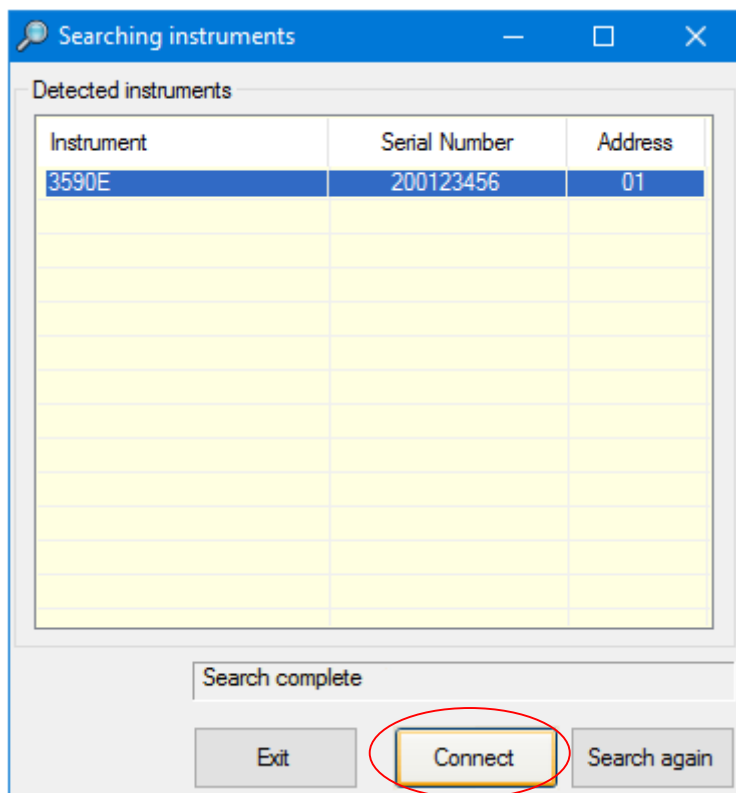 Searching instruments
Detected instruments
Instrument Serial Number Address
3590E 200123456 01
Search complete
Exit Connect Search again